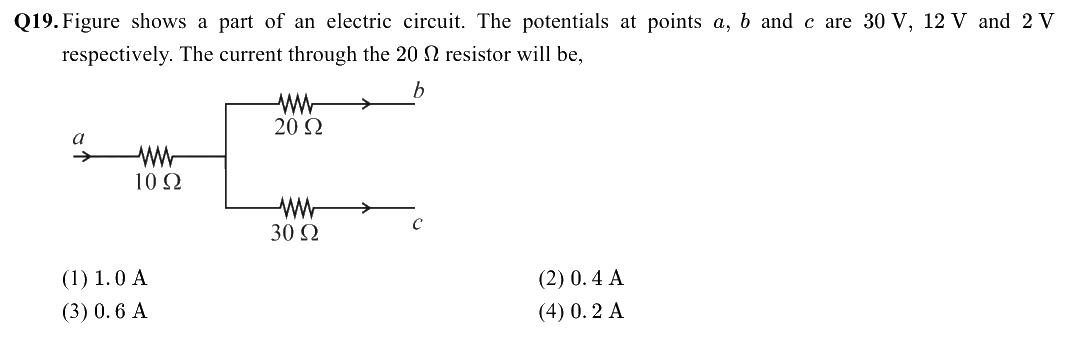 Q19. Figure shows a part of an electric circuit. The potentials at points a, b and c are 30 V, 12 V and 2 V
respectively. The current through the 20 Ω resistor will be,
b
20 Ω
a
10 Ω
c
30 Ω
(1) 1.0 A
(2) 0.4 A
(3) 0.6 A
(4) 0.2 A